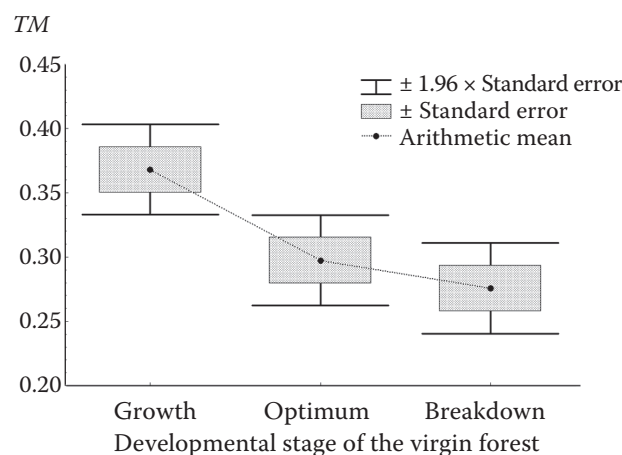 TM
0.45
± 1.96 × Standard error
± Standard error
0.40
Arithmetic mean
0.35
0.30
0.25
0.20
Growth Optimum Breakdown
Developmental stage of the virgin forest